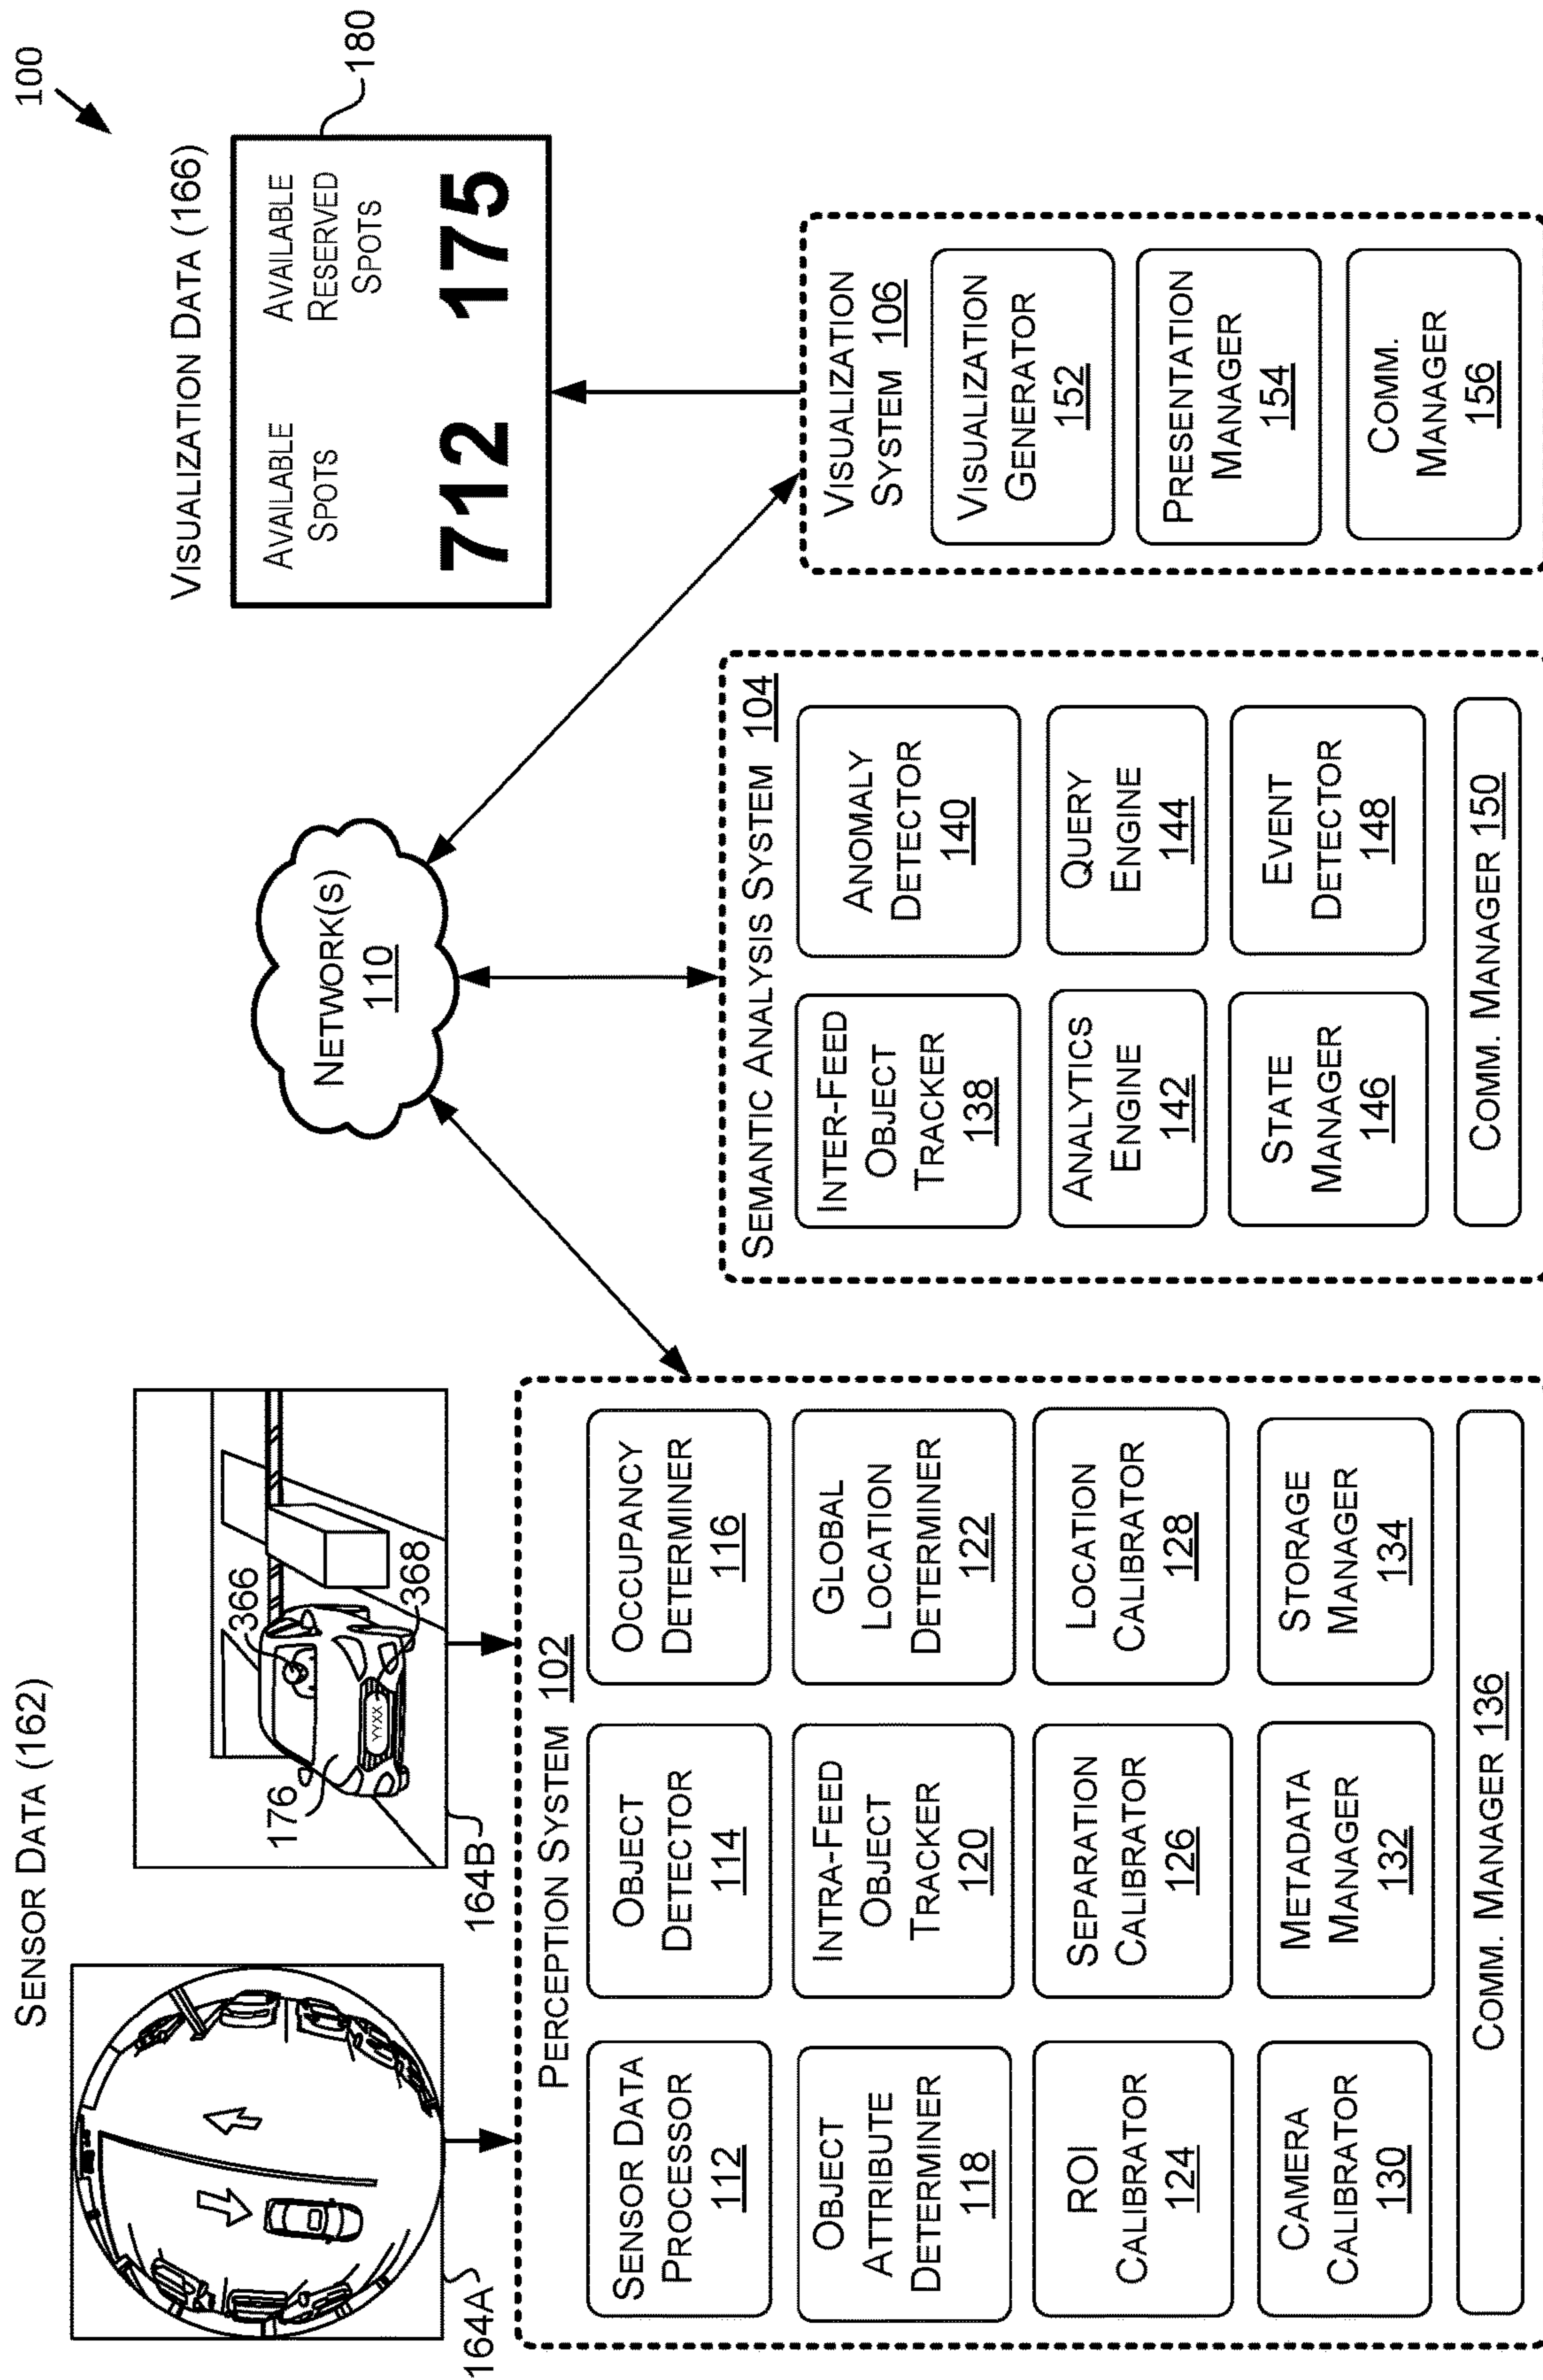 100
SENSOR DATA (162)
164A
176
366
368
YYXX
164B
VISUALIZATION DATA (166)
AVAILABLE
SPOTS
712
AVAILABLE
RESERVED
SPOTS
175
180
NETWORK(S)
110
PERCEPTION SYSTEM 102
SENSOR DATA
PROCESSOR
112
OBJECT
DETECTOR
114
OCCUPANCY
DETERMINER
116
OBJECT
ATTRIBUTE
DETERMINER
118
INTRA-FEED
OBJECT
TRACKER
120
GLOBAL
LOCATION
DETERMINER
122
ROI
CALIBRATOR
124
SEPARATION
CALIBRATOR
126
LOCATION
CALIBRATOR
128
CAMERA
CALIBRATOR
130
METADATA
MANAGER
132
STORAGE
MANAGER
134
COMM. MANAGER 136
SEMANTIC ANALYSIS SYSTEM 104
INTER-FEED
OBJECT
TRACKER
138
ANOMALY
DETECTOR
140
ANALYTICS
ENGINE
142
QUERY
ENGINE
144
STATE
MANAGER
146
EVENT
DETECTOR
148
COMM. MANAGER 150
VISUALIZATION
SYSTEM 106
VISUALIZATION
GENERATOR
152
PRESENTATION
MANAGER
154
COMM.
MANAGER
156